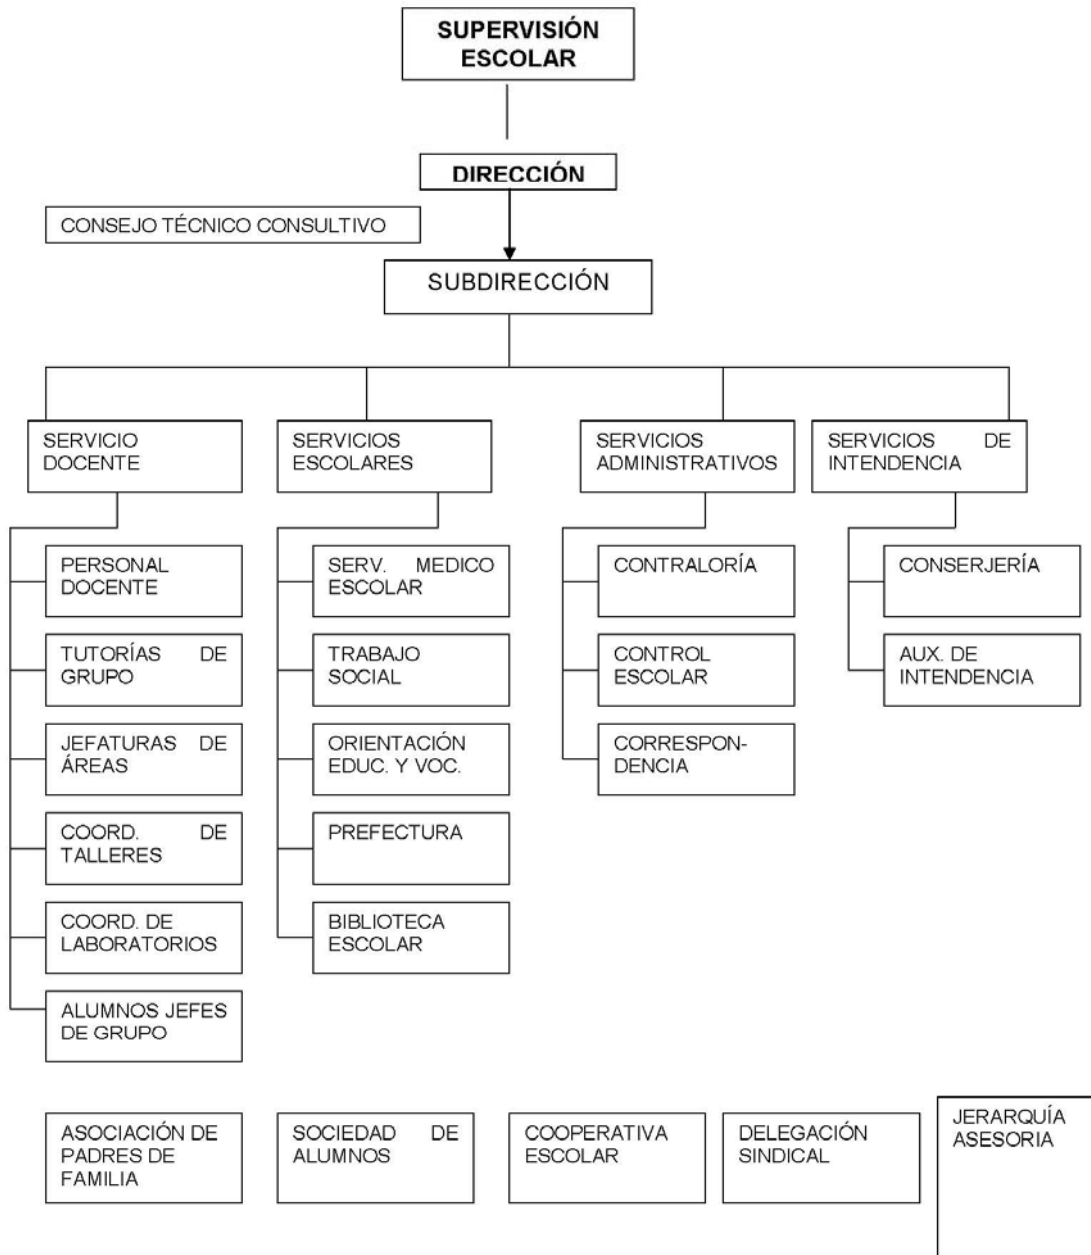 SUPERVISIÓN
ESCOLAR
DIRECCIÓN
CONSEJO TÉCNICO CONSULTIVO
SUBDIRECCIÓN
SERVICIO
DOCENTE
SERVICIOS
ESCOLARES
SERVICIOS
ADMINISTRATIVOS
SERVICIOS DE
INTENDENCIA
PERSONAL
DOCENTE
TUTORÍAS DE
GRUPO
JEFATURAS DE
ÁREAS
COORD. DE
TALLERES
COORD. DE
LABORATORIOS
ALUMNOS JEFES
DE GRUPO
SERV. MEDICO
ESCOLAR
TRABAJO
SOCIAL
ORIENTACIÓN
EDUC. Y VOC.
PREFECTURA
BIBLIOTECA
ESCOLAR
CONTRALORÍA
CONTROL
ESCOLAR
CORRESPON-
DENCIA
CONSERJERÍA
AUX. DE
INTENDENCIA
ASOCIACIÓN DE
PADRES DE
FAMILIA
SOCIEDAD DE
ALUMNOS
COOPERATIVA
ESCOLAR
DELEGACIÓN
SINDICAL
JERARQUÍA
ASESORIA